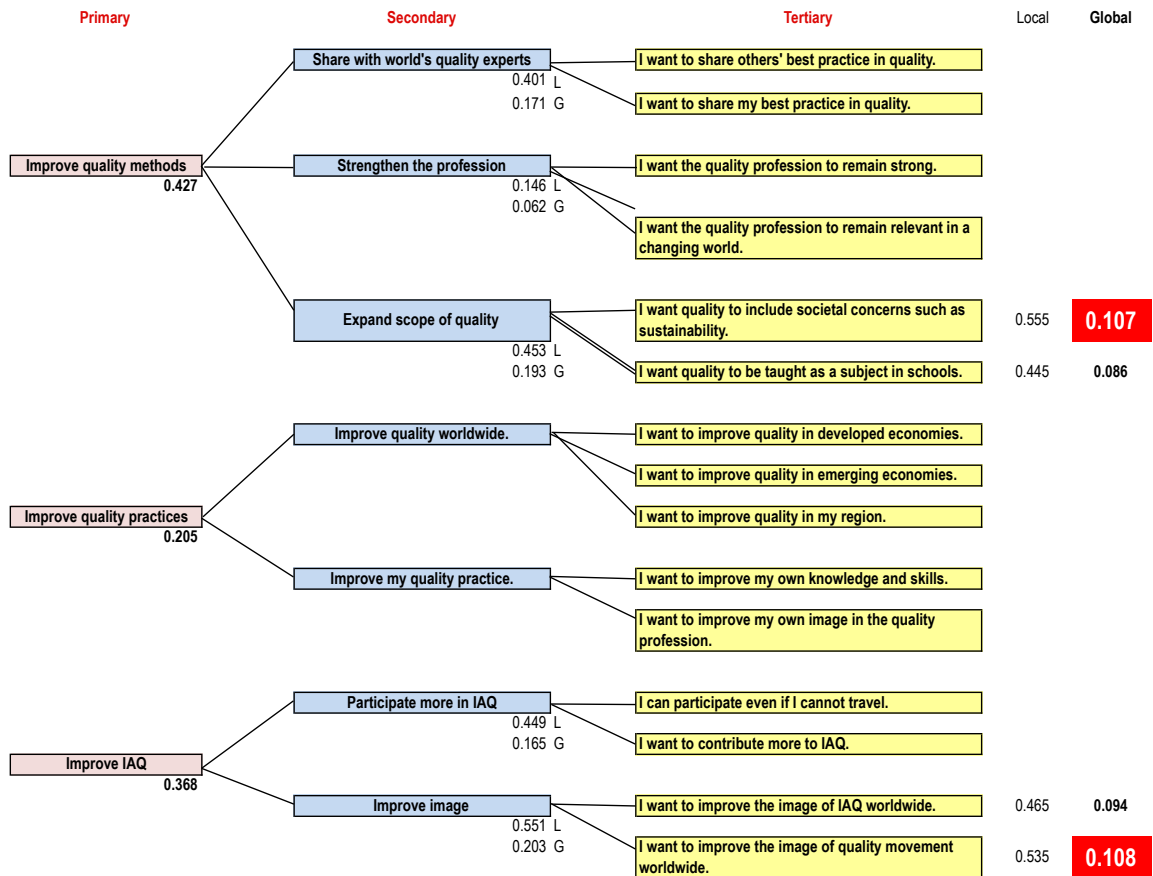 Primary Secondary Tertiary Local Global
Share with world's quality experts I want to share others' best practice in quality.
0.401 L
0.171 G
I want to share my best practice in quality.
Improve quality methods Strengthen the profession I want the quality profession to remain strong.
0.427 0.146 L
0.062 G
I want the quality profession to remain relevant in a
changing world.
Expand scope of quality
I want quality to include societal concerns such as
sustainability.
0.555 0.107
0.453 L
0.193 G
I want quality to be taught as a subject in schools. 0.445 0.086
Improve quality worldwide. I want to improve quality in developed economies.
I want to improve quality in emerging economies.
Improve quality practices I want to improve quality in my region.
0.205
Improve my quality practice. I want to improve my own knowledge and skills.
I want to improve my own image in the quality
profession.
Participate more in IAQ I can participate even if I cannot travel.
0.449 L
0.165 G
I want to contribute more to IAQ.
Improve IAQ
0.368
Improve image I want to improve the image of IAQ worldwide. 0.465 0.094
0.551 L
0.203 G
I want to improve the image of quality movement
worldwide.
0.535 0.108